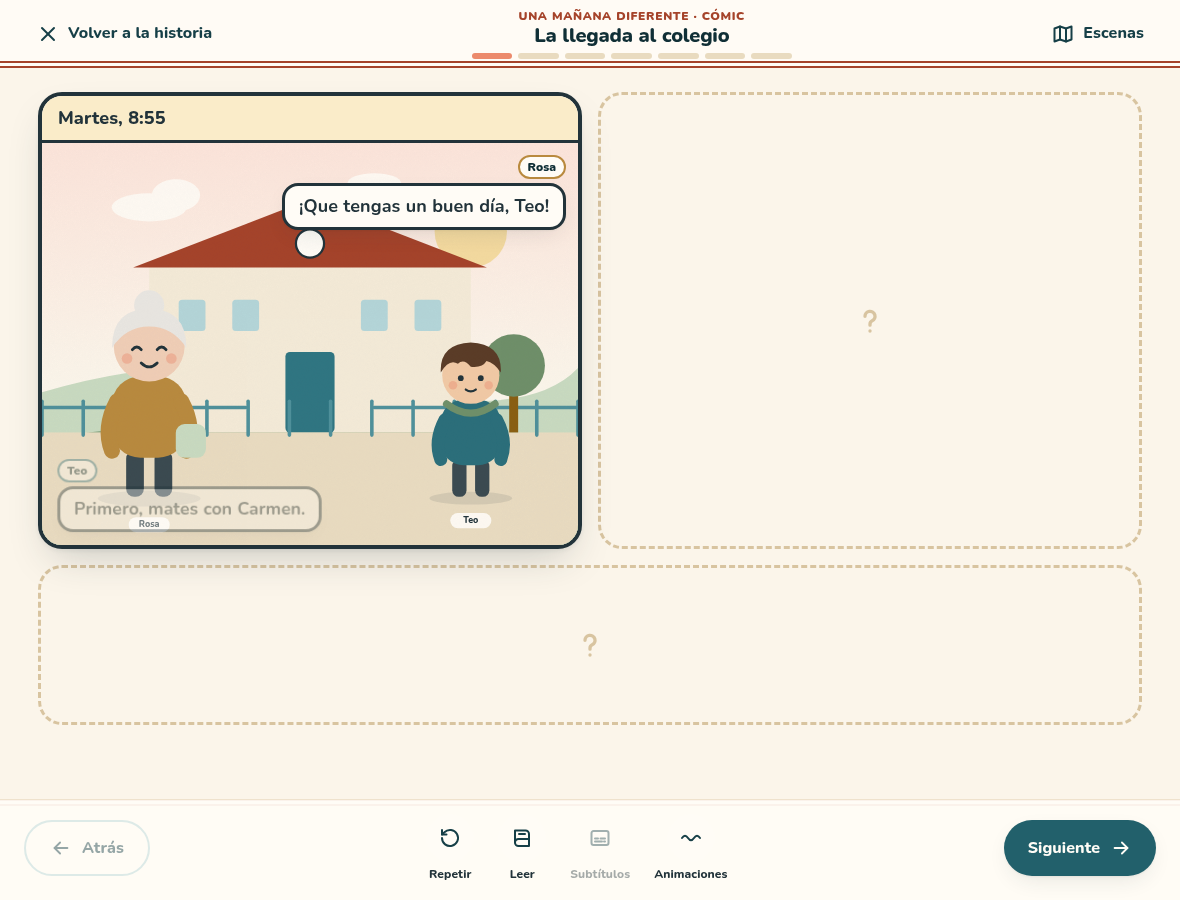 Volver a la historia
UNA MAÑANA DIFERENTE · CÓMIC
La llegada al colegio
Escenas
Martes, 8:55
Rosa
¡Que tengas un buen día, Teo!
Teo
Primero, mates con Carmen.
Rosa
Teo
?
?
Atrás
Repetir
Leer
Subtítulos
Animaciones
Siguiente